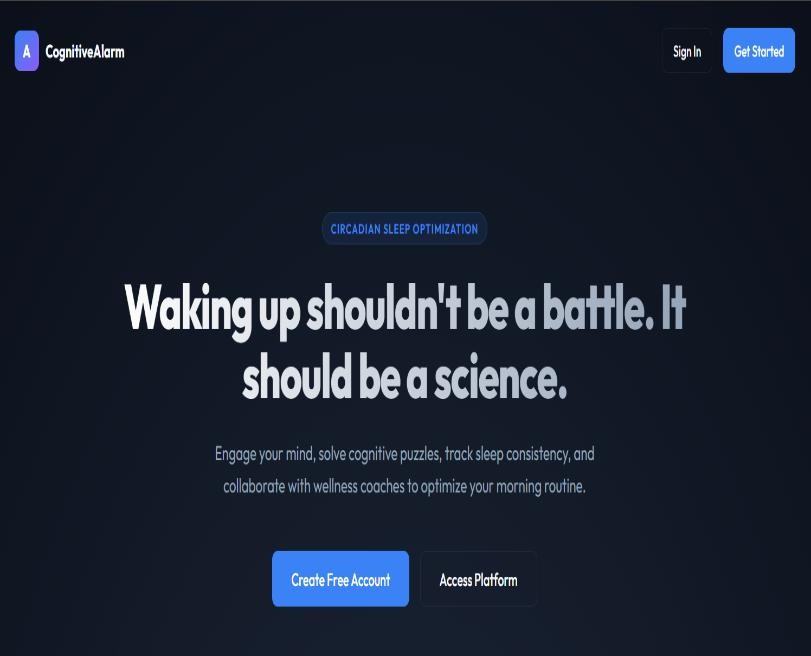 A CognitiveAlarm
Sign In
Get Started
CIRCADIAN SLEEP OPTIMIZATION
Waking up shouldn't be a battle. It
should be a science.
Engage your mind, solve cognitive puzzles, track sleep consistency, and
collaborate with wellness coaches to optimize your morning routine.
Create Free Account
Access Platform